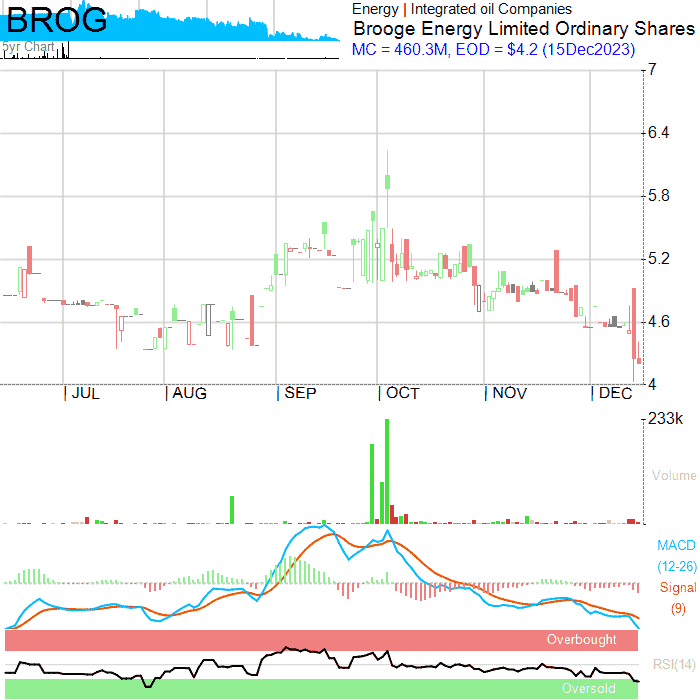 BROG
5yr Chart
Energy | Integrated oil Companies
Brooge Energy Limited Ordinary Shares
MC = 460.3M, EOD = $4.2 (15Dec2023)
7
6.4
5.8
5.2
4.6
4
JUL AUG SEP OCT NOV DEC
233k
Volume
MACD
(12-26)
Signal
(9)
Overbought
RSI(14)
Oversold